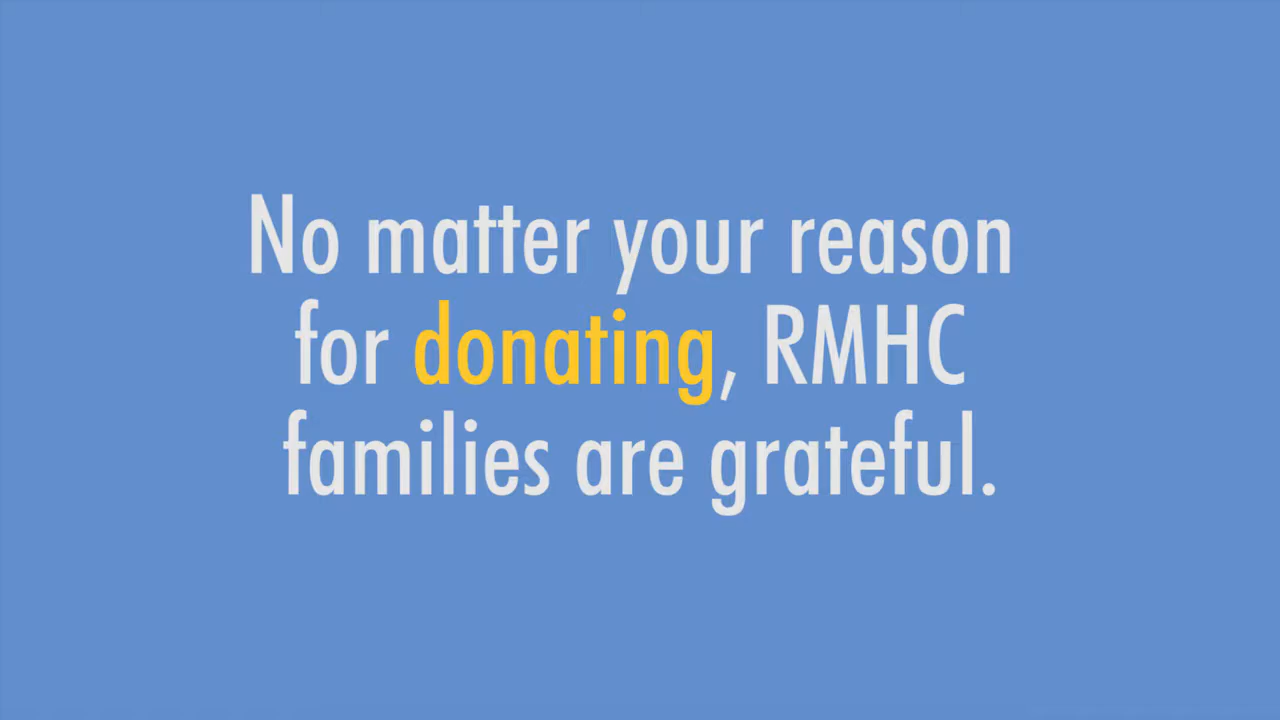 No matter your reason
for donating, RMHC
families are grateful.